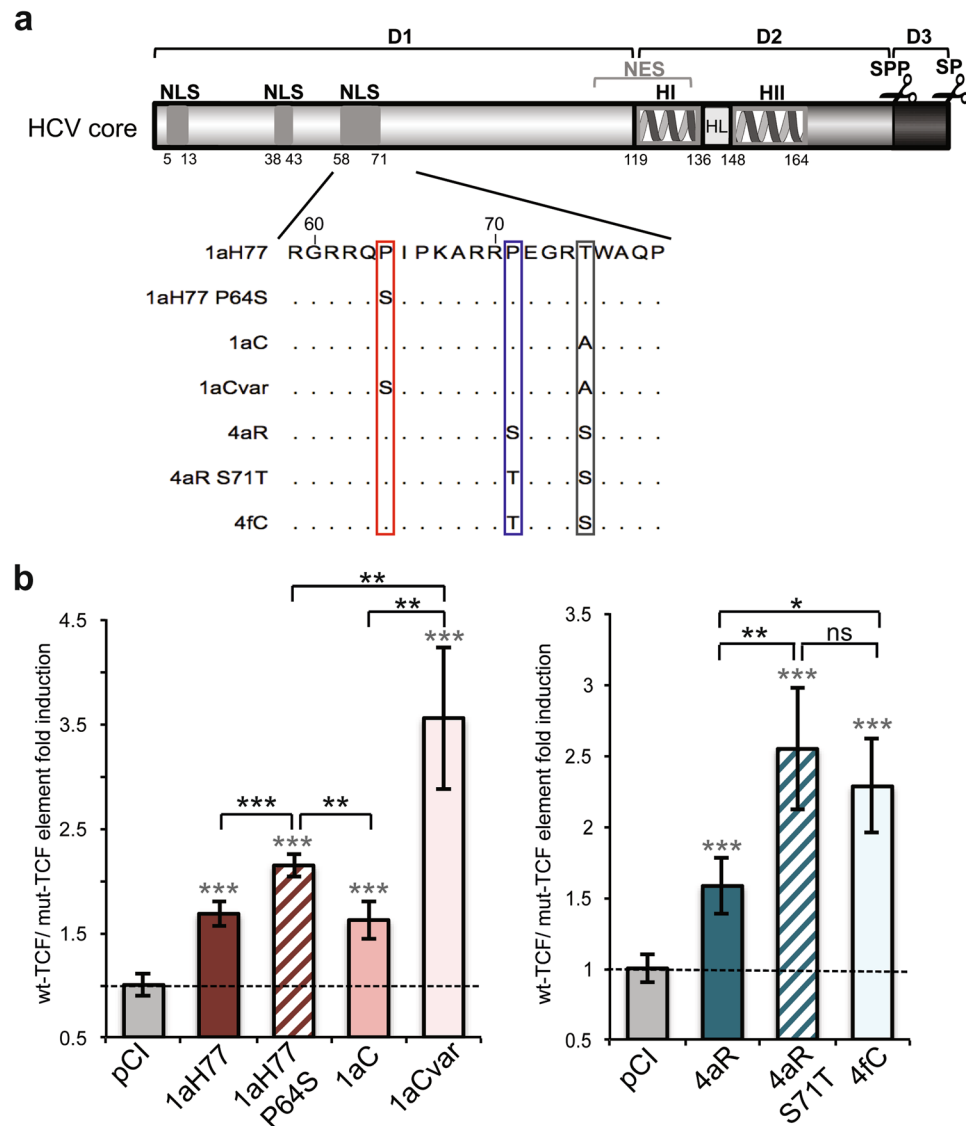 a
D1 D2 D3
NES SPP SP
NLS NLS NLS HI HII
HCV core HL
5 13 38 43 58 71 119 136 148 164
60 70
1aH77 RGRRQPIPKARRPEGRTWAQP
1aH77 P64S . . . . . S . . . . . . . . . . . . . . .
1aC . . . . . . . . . . . . . . . . A . . . .
1aCvar . . . . . S . . . . . . . . . . A . . . .
4aR . . . . . . . . . . . . S . . . S . . . .
4aR S71T . . . . . . . . . . . . T . . . S . . . .
4fC . . . . . . . . . . . . T . . . S . . . .
b
wt-TCF/ mut-TCF element fold induction
4.5
3.5
2.5
1.5
0.5
**
**
***
*** **
***
*** ***
pCI 1aH77 1aH77 P64S 1aC 1aCvar
wt-TCF/ mut-TCF element fold induction
3.5
3
2.5
2
1.5
1
0.5
*
** ns
***
***
***
pCI 4aR 4aR S71T 4fC